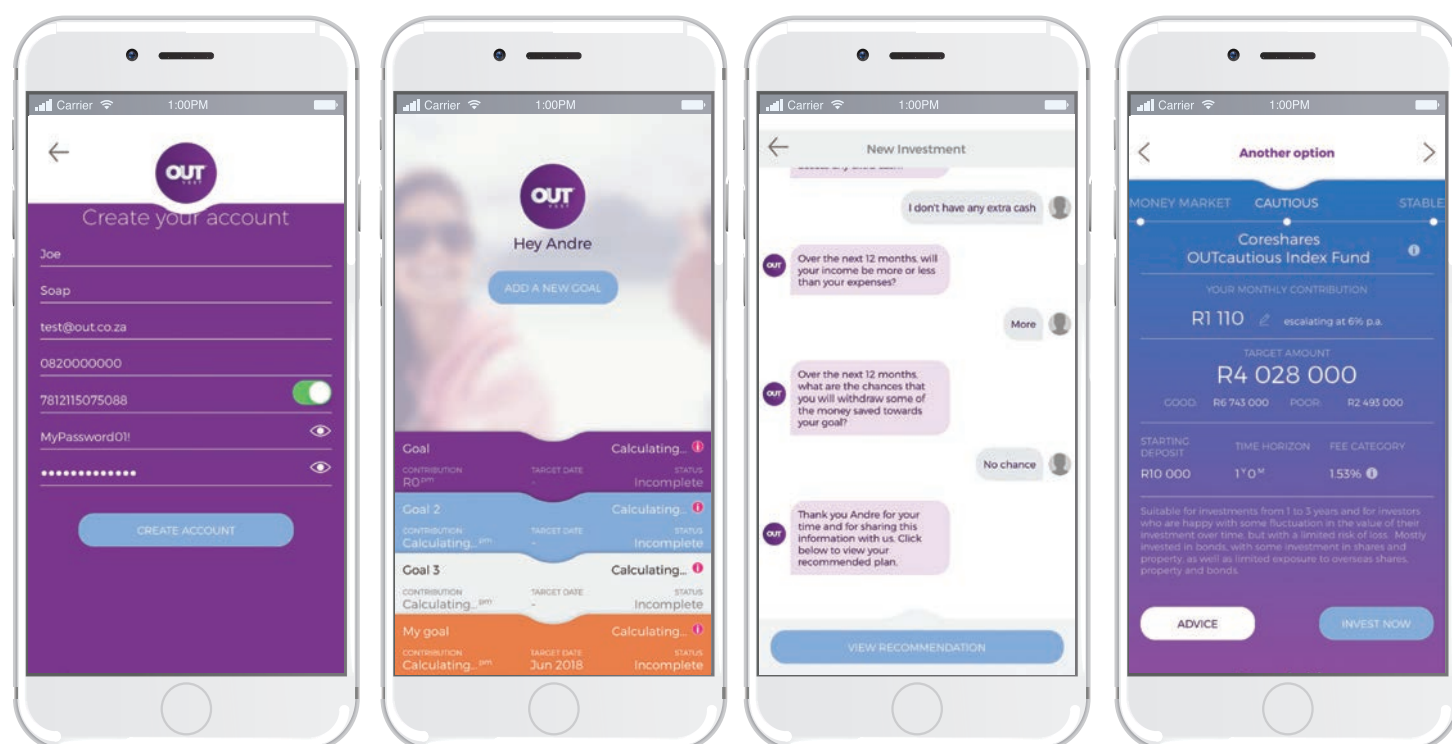 Carrier 1:00PM
OUT
VEST
Create your account
Joe
Soap
test@out.co.za
0820000000
7812115075088
MyPassword01!
•••••••••••••
CREATE ACCOUNT
Carrier 1:00PM
OUT
VEST
Hey Andre
ADD A NEW GOAL
Goal Calculating...
CONTRIBUTION TARGET DATE STATUS
R0pm - Incomplete
Goal 2 Calculating...
CONTRIBUTION TARGET DATE STATUS
Calculating... pm - Incomplete
Goal 3 Calculating...
CONTRIBUTION TARGET DATE STATUS
Calculating... pm - Incomplete
My goal Calculating...
CONTRIBUTION TARGET DATE STATUS
Calculating... pm Jun 2018 Incomplete
Carrier 1:00PM
New Investment
I don't have any extra cash
OUT
Over the next 12 months, will
your income be more or less
than your expenses?
More
OUT
Over the next 12 months,
what are the chances that
you will withdraw some of
the money saved towards
your goal?
No chance
OUT
Thank you Andre for your
time and for sharing this
information with us. Click
below to view your
recommended plan.
VIEW RECOMMENDATION
Carrier 1:00PM
Another option
MONEY MARKET CAUTIOUS STABLE
Coreshares
OUTcautious Index Fund
YOUR MONTHLY CONTRIBUTION
R1 110 escalating at 6% p.a.
TARGET AMOUNT
R4 028 000
GOOD: R6 743 000 POOR: R2 493 000
STARTING
DEPOSIT TIME HORIZON FEE CATEGORY
R10 000 1Y 0M 1.53%
Suitable for investments from 1 to 3 years and for investors
who are happy with some fluctuation in the value of their
investment over time, but with a limited risk of loss. Mostly
invested in bonds, with some investment in shares and
property, as well as limited exposure to overseas shares,
property and bonds.
ADVICE
INVEST NOW